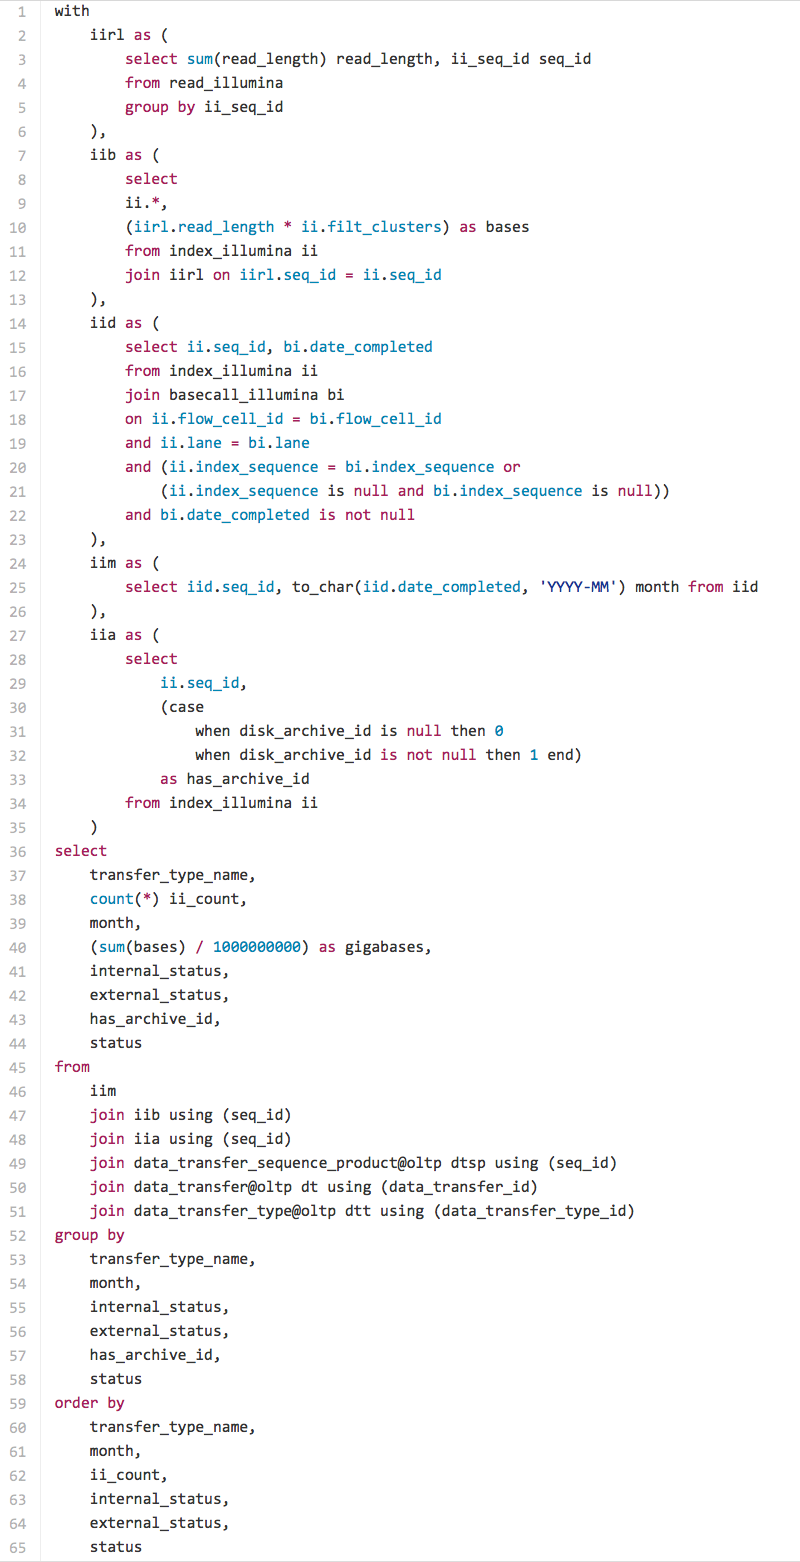 1 with
2     iirl as (
3         select sum(read_length) read_length, ii_seq_id seq_id
4         from read_illumina
5         group by ii_seq_id
6     ),
7     iib as (
8         select
9         ii.*,
10         (iirl.read_length * ii.filt_clusters) as bases
11         from index_illumina ii
12         join iirl on iirl.seq_id = ii.seq_id
13     ),
14     iid as (
15         select ii.seq_id, bi.date_completed
16         from index_illumina ii
17         join basecall_illumina bi
18         on ii.flow_cell_id = bi.flow_cell_id
19         and ii.lane = bi.lane
20         and (ii.index_sequence = bi.index_sequence or
21             (ii.index_sequence is null and bi.index_sequence is null))
22         and bi.date_completed is not null
23     ),
24     iim as (
25         select iid.seq_id, to_char(iid.date_completed, 'YYYY-MM') month from iid
26     ),
27     iia as (
28         select
29             ii.seq_id,
30             (case
31                 when disk_archive_id is null then 0
32                 when disk_archive_id is not null then 1 end)
33             as has_archive_id
34         from index_illumina ii
35     )
36 select
37     transfer_type_name,
38     count(*) ii_count,
39     month,
40     (sum(bases) / 1000000000) as gigabases,
41     internal_status,
42     external_status,
43     has_archive_id,
44     status
45 from
46     iim
47     join iib using (seq_id)
48     join iia using (seq_id)
49     join data_transfer_sequence_product@oltp dtsp using (seq_id)
50     join data_transfer@oltp dt using (data_transfer_id)
51     join data_transfer_type@oltp dtt using (data_transfer_type_id)
52 group by
53     transfer_type_name,
54     month,
55     internal_status,
56     external_status,
57     has_archive_id,
58     status
59 order by
60     transfer_type_name,
61     month,
62     ii_count,
63     internal_status,
64     external_status,
65     status